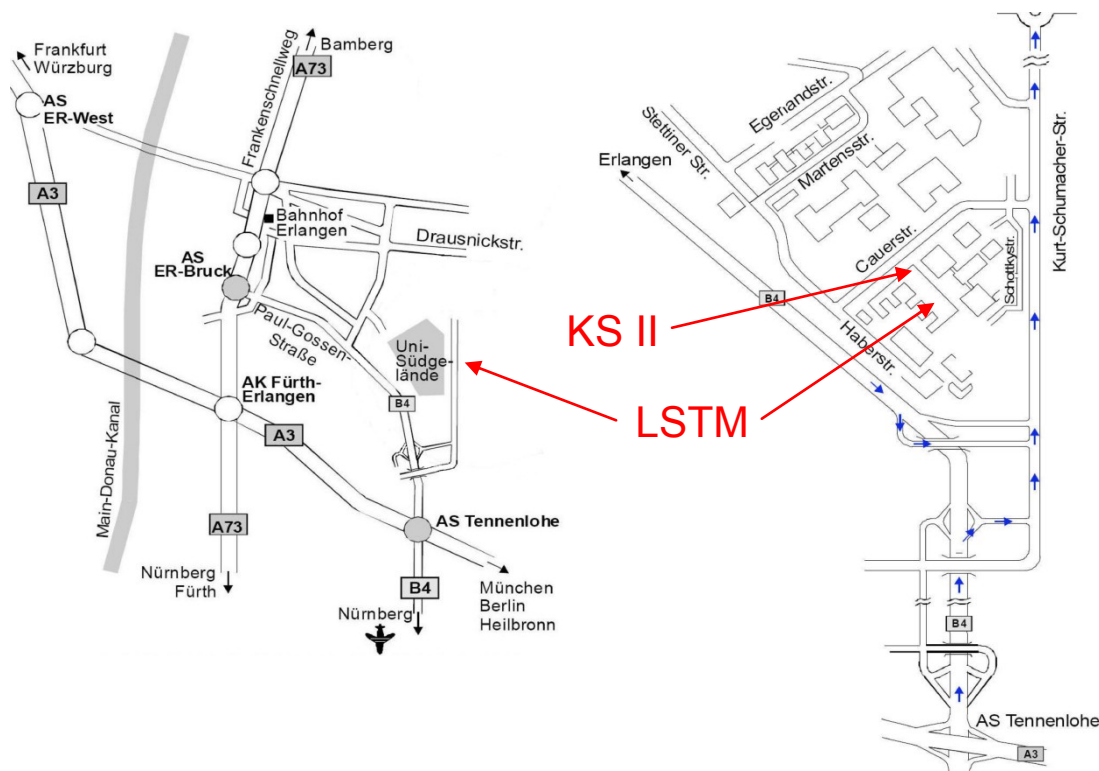 Frankfurt
Würzburg
AS
ER-West
A3
Main-Donau-Kanal
Frankenschnellweg
Bamberg
A73
Bahnhof
Erlangen
Drausnickstr.
AS
ER-Bruck
Paul-Gossen-
Straße
Uni-
Südge-
lände
B4
AK Fürth-
Erlangen
A3
A73
Nürnberg
Fürth
AS Tennenlohe
B4
Nürnberg
München
Berlin
Heilbronn
KS II
LSTM
Erlangen
Stettiner Str.
Egerlandstr.
Martensstr.
Cauerstr.
Schottkystr.
Kurt-Schumacher-Str.
B4
Haberstr.
B4
AS Tennenlohe
A3